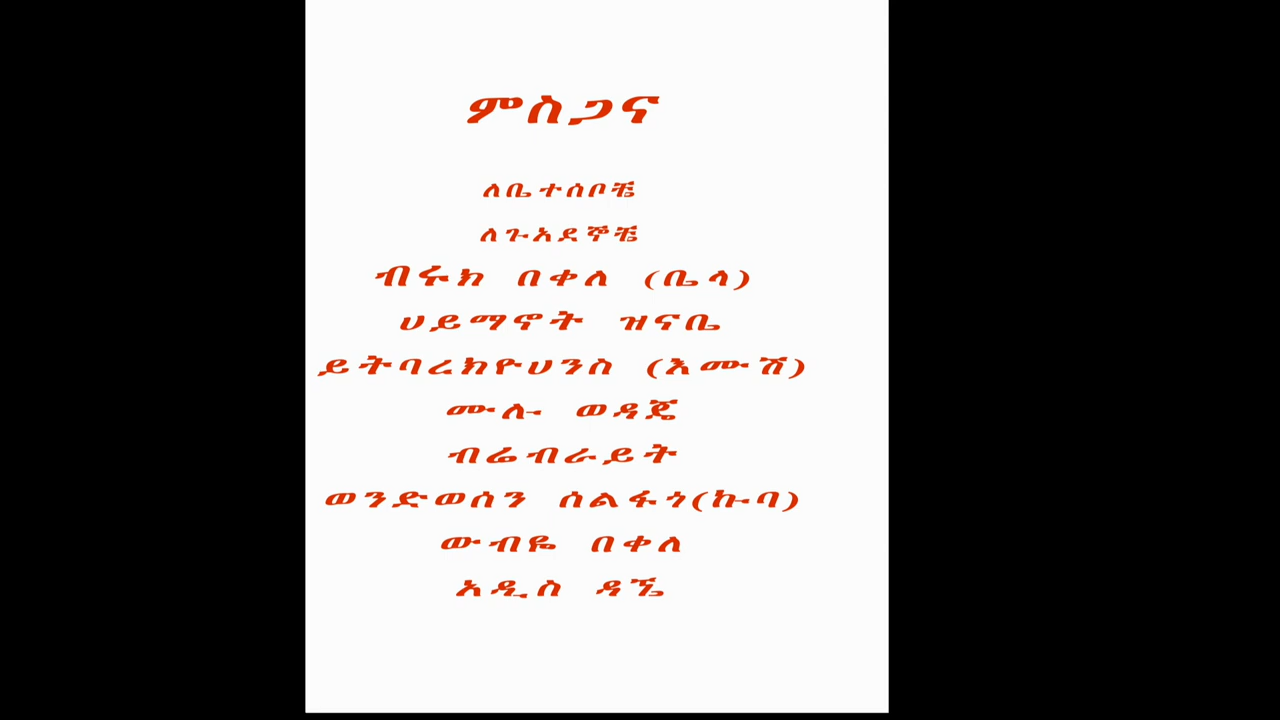 ምስጋና
ለቤተሰቦቼ
ለጉአደኞቼ
ብሩክ በቀለ (ቤላ)
ሀይማኖት ዝናቤ
ይትባረክዮሀንስ (እሙሽ)
ሙሉ ወዳጄ
ብሬብራይት
ወንድወሰን ሰልፋጎ(ኩባ)
ውብዬ በቀለ
አዲስ ዳኜ